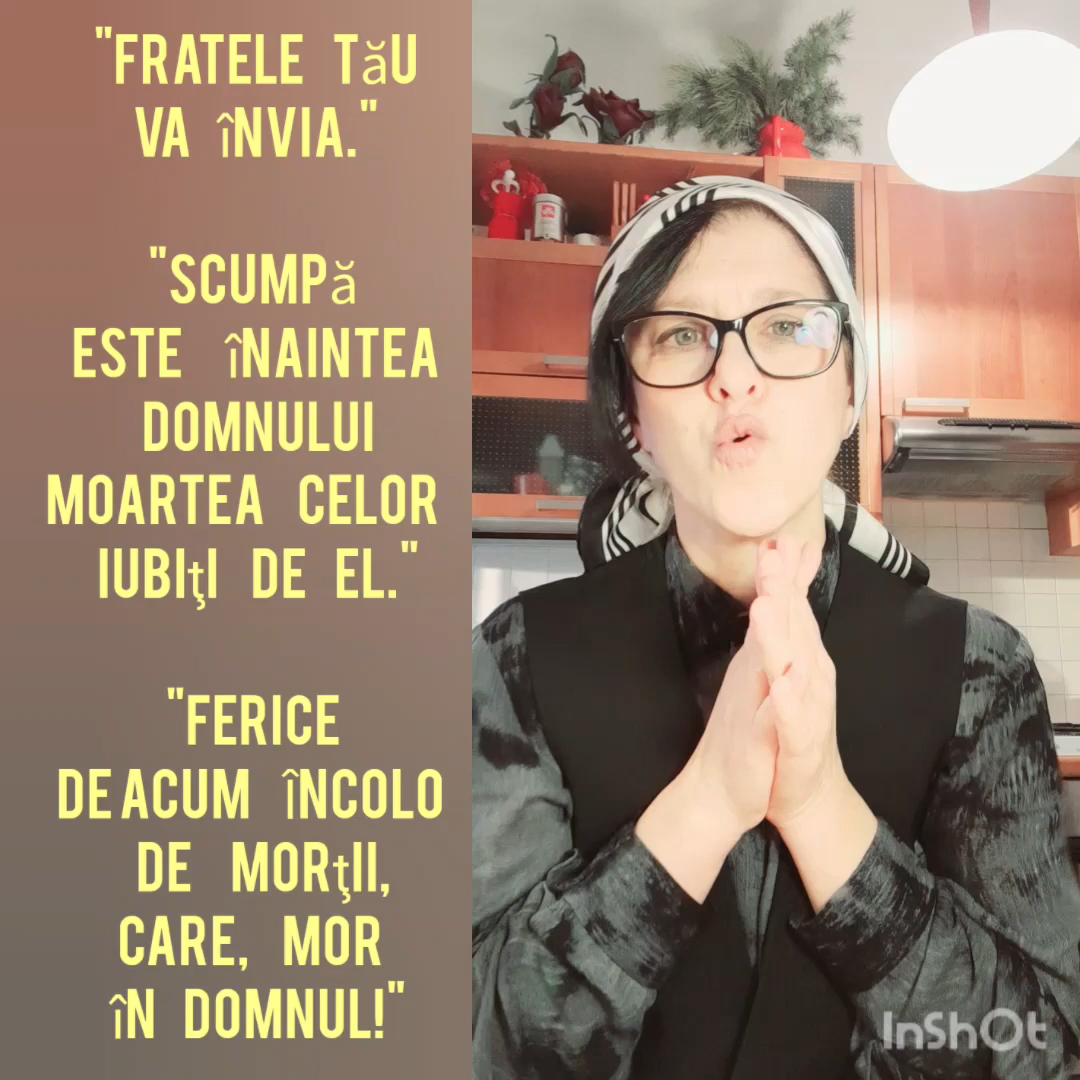 "FRATELE TăU
VA îNVIA."
"SCUMPă
ESTE îNAINTEA
DOMNULUI
MOARTEA CELOR
IUBIţI DE EL."
"FERICE
DE ACUM îNCOLO
DE MORţII,
CARE, MOR
îN DOMNUL!"
InShOt